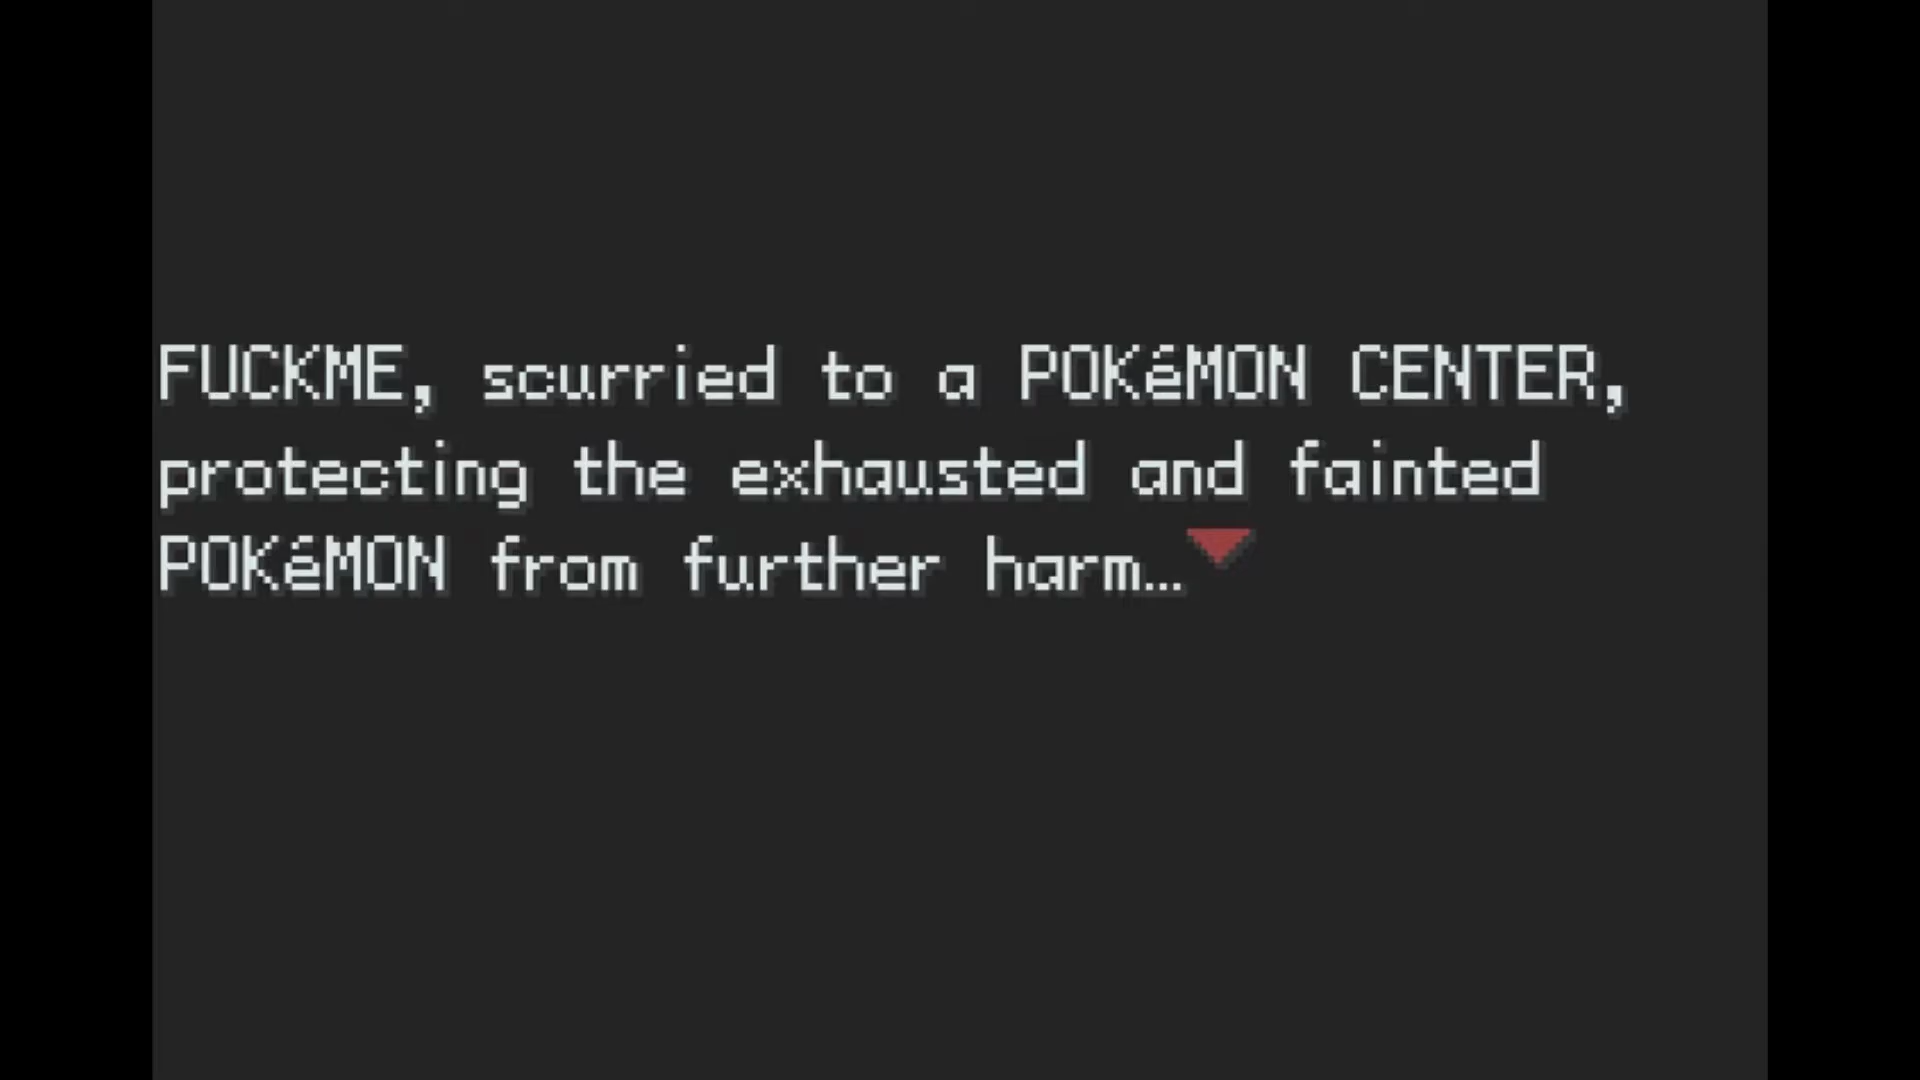 FUCKME, scurried to a POKéMON CENTER,
protecting the exhausted and fainted
POKéMON from further harm…